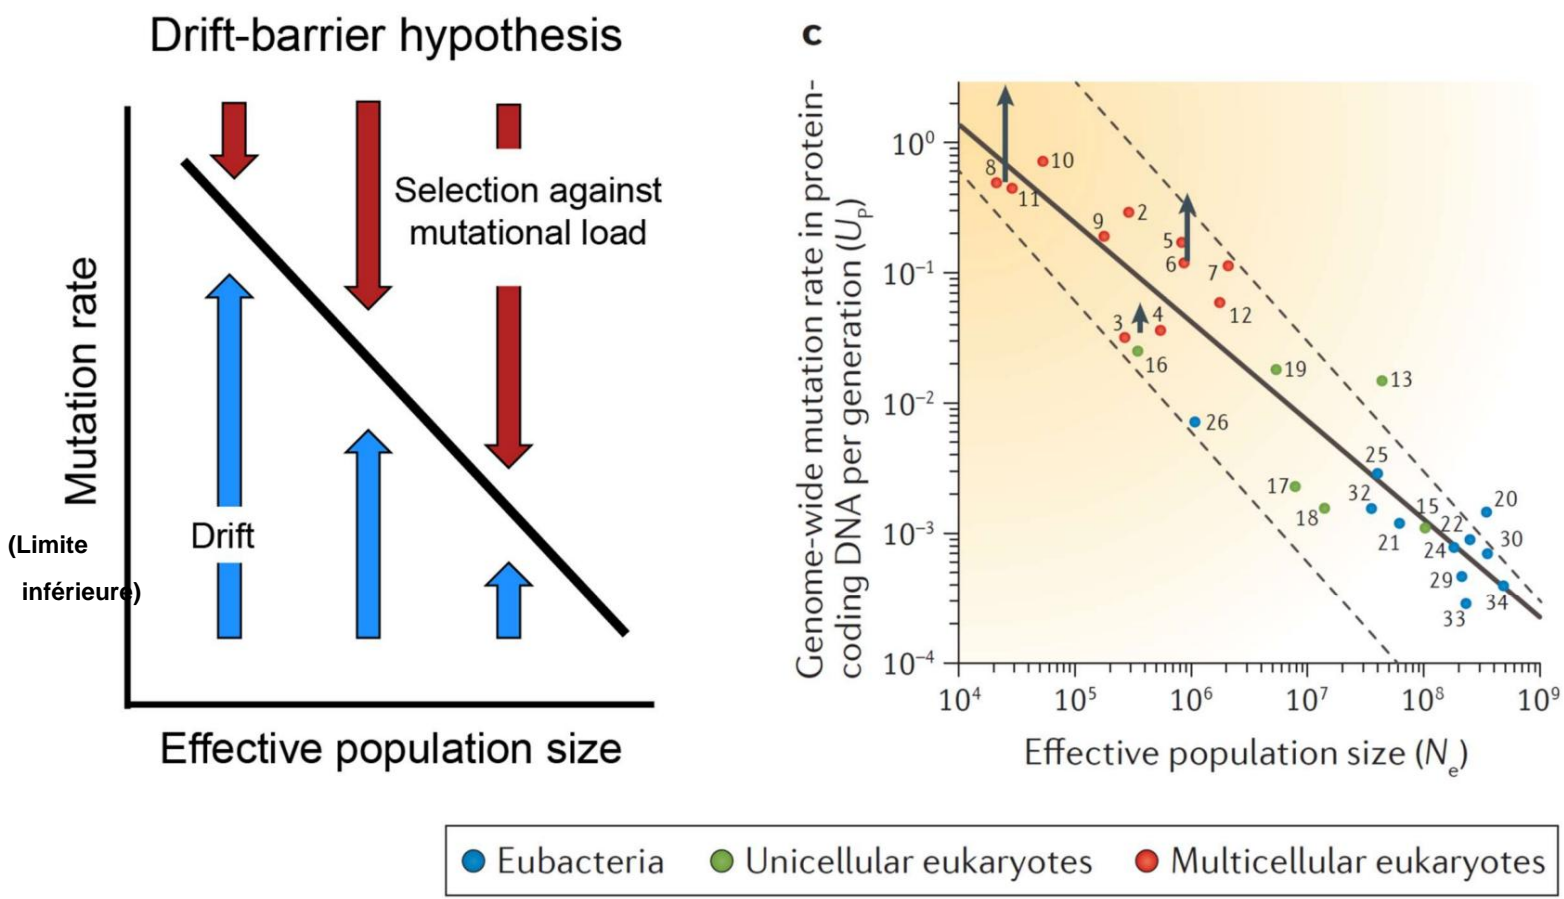 Drift-barrier hypothesis
Mutation rate
Selection against
mutational load
Drift
(Limite
inférieure)
Effective population size
c
Genome-wide mutation rate in protein-
coding DNA per generation (Up)
10⁰
10⁻¹
10⁻²
10⁻³
10⁻⁴
8
10
11
2
9
5
6
7
12
3
4
16
19
13
26
25
17
18
32
15
20
21
22
24
30
29
34
33
10⁴
10⁵
10⁶
10⁷
10⁸
10⁹
Effective population size (Ne)
Eubacteria
Unicellular eukaryotes
Multicellular eukaryotes